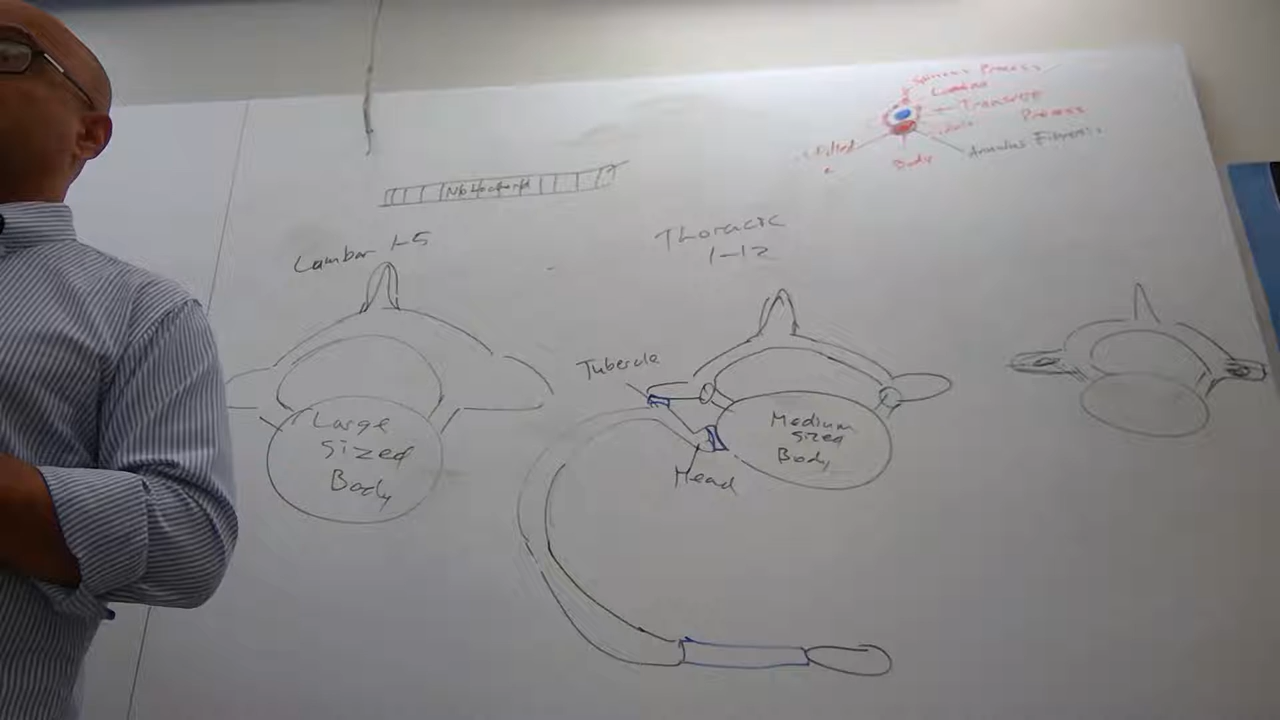 Spinous Process
Lamina
Transverse
Process
Body
Annulus Fibrosis
Notochord
Lumbar 1-5
Thoracic
1-12
Tubercle
Large
Sized
Body
Medium
Sized
Body
Head